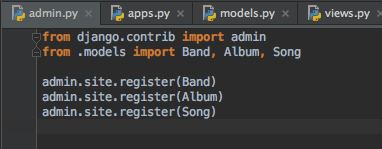 admin.py apps.py models.py views.py
from django.contrib import admin
from .models import Band, Album, Song
admin.site.register(Band)
admin.site.register(Album)
admin.site.register(Song)